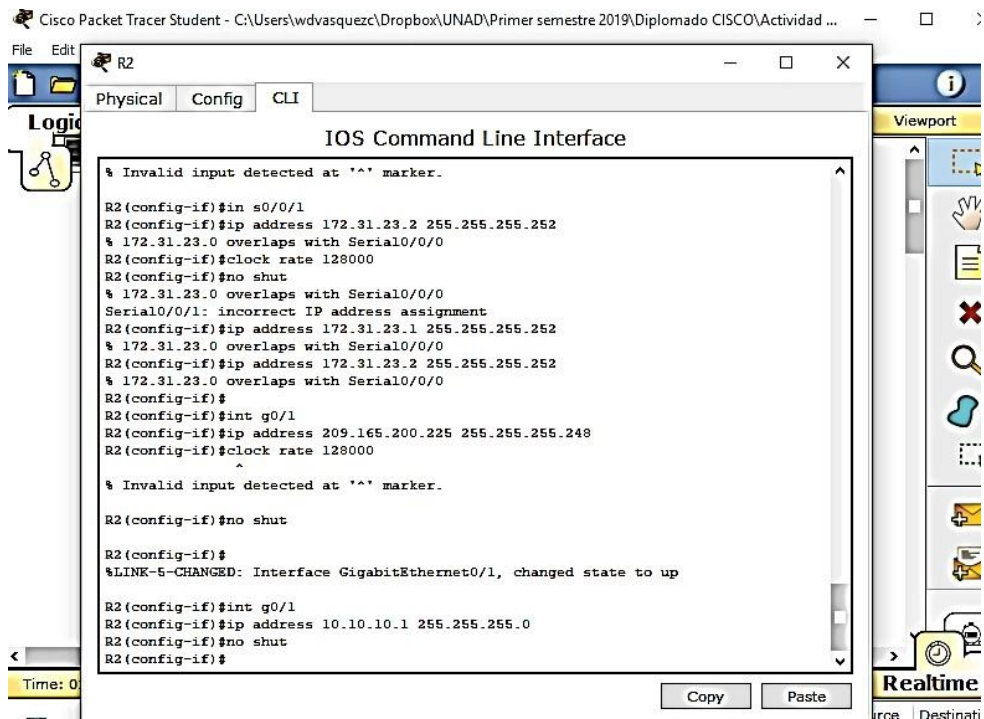 Cisco Packet Tracer Student - C:\Users\wdvasquezc\Dropbox\UNAD\Primer semestre 2019\Diplomado CISCO\Actividad ...
File Edit
R2
Physical Config CLI
Logic
Viewport
IOS Command Line Interface
% Invalid input detected at '^' marker.
R2(config-if)#in s0/0/1
R2(config-if)#ip address 172.31.23.2 255.255.255.252
% 172.31.23.0 overlaps with Serial0/0/0
R2(config-if)#clock rate 128000
R2(config-if)#no shut
% 172.31.23.0 overlaps with Serial0/0/0
Serial0/0/1: incorrect IP address assignment
R2(config-if)#ip address 172.31.23.1 255.255.255.252
% 172.31.23.0 overlaps with Serial0/0/0
R2(config-if)#ip address 172.31.23.2 255.255.255.252
% 172.31.23.0 overlaps with Serial0/0/0
R2(config-if)#
R2(config-if)#int g0/1
R2(config-if)#ip address 209.165.200.225 255.255.255.248
R2(config-if)#clock rate 128000
^
% Invalid input detected at '^' marker.
R2(config-if)#no shut
R2(config-if)#
%LINK-5-CHANGED: Interface GigabitEthernet0/1, changed state to up
R2(config-if)#int g0/1
R2(config-if)#ip address 10.10.10.1 255.255.255.0
R2(config-if)#no shut
R2(config-if)#
Time: 0
Copy Paste
Realtime
urce Destinati